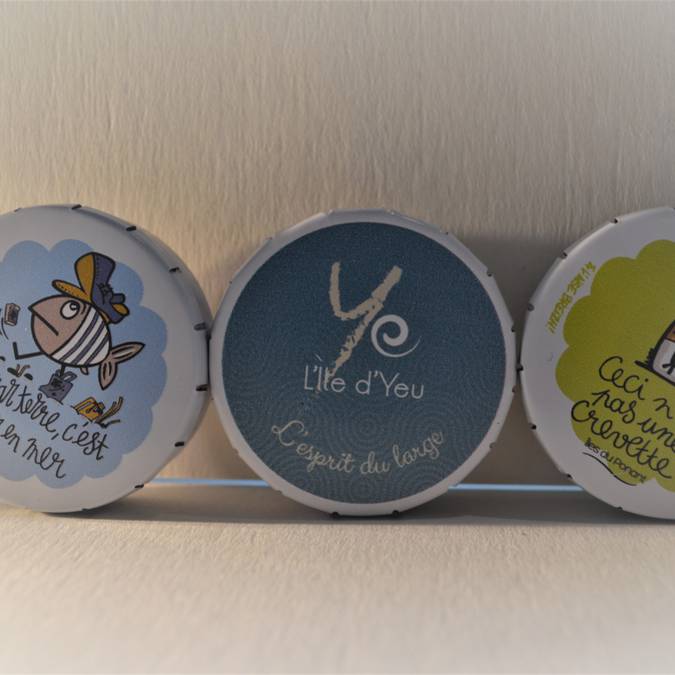 terre, c'est
en mer
Ye
L'Île d'Yeu
L'esprit du large
Ceci n
pas une
crevette
Îles du Ponant